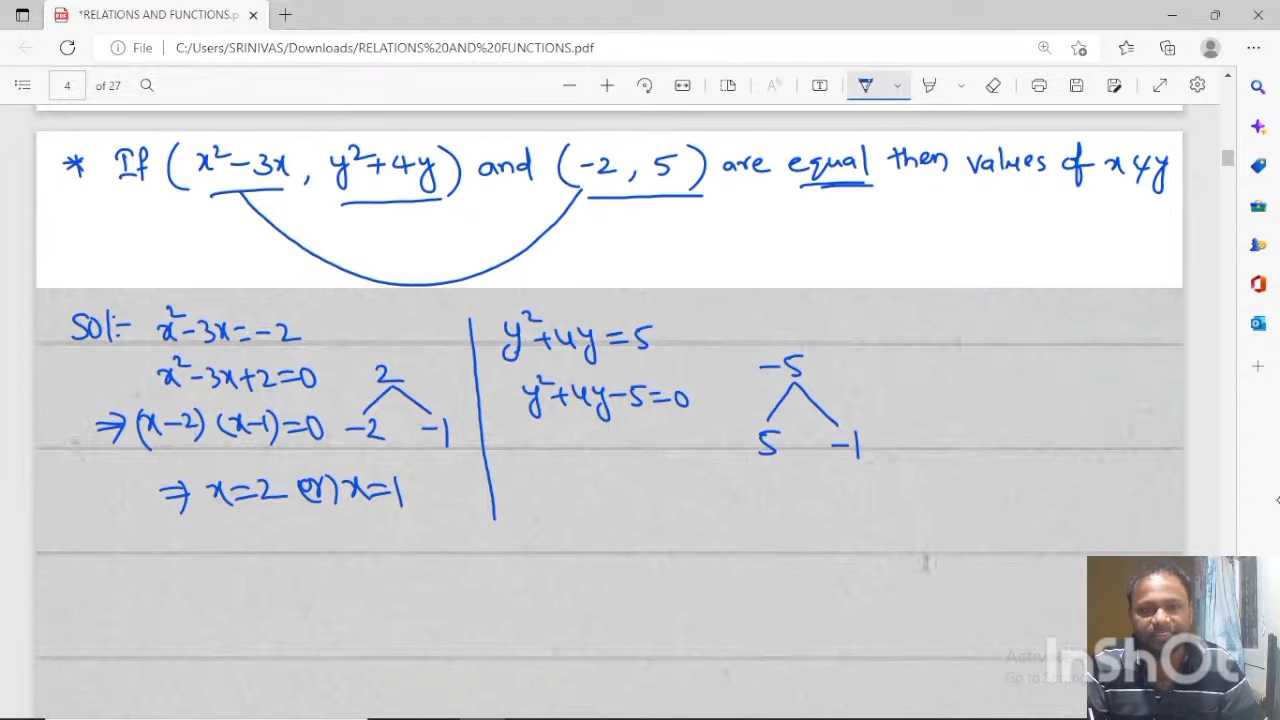 *RELATIONS AND FUNCTIONS.p
File C:/Users/SRINIVAS/Downloads/RELATIONS%20AND%20FUNCTIONS.pdf
4 of 27
* If (x²-3x, y²+4y) and (-2, 5) are equal then values of x & y
Sol:- x²-3x=-2
x²-3x+2=0
2
⇒(x-2)(x-1)=0
-2 -1
⇒ x=2 (or) x=1
y²+4y=5
y²+4y-5=0
-5
5 -1
InShOt